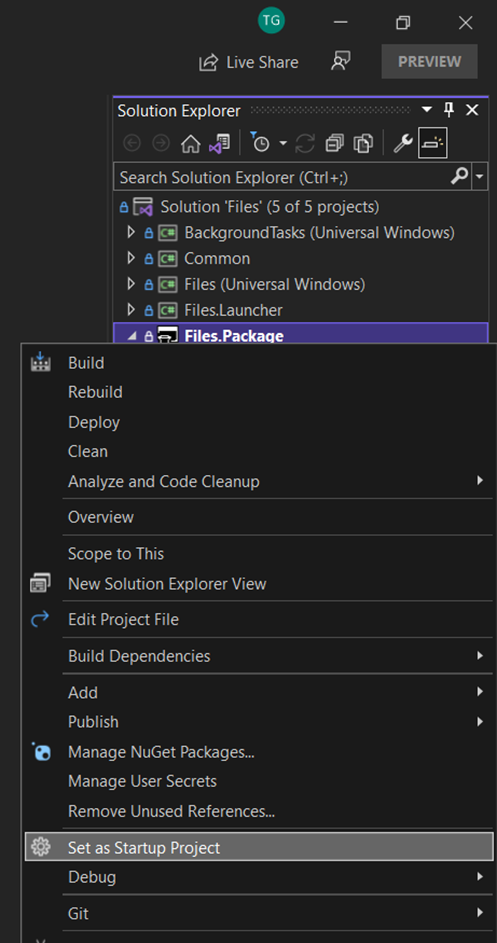 TG
Live Share
PREVIEW
Solution Explorer
Search Solution Explorer (Ctrl+;)
Solution 'Files' (5 of 5 projects)
C# BackgroundTasks (Universal Windows)
C# Common
C# Files (Universal Windows)
C# Files.Launcher
Files.Package
Build
Rebuild
Deploy
Clean
Analyze and Code Cleanup
Overview
Scope to This
New Solution Explorer View
Edit Project File
Build Dependencies
Add
Publish
Manage NuGet Packages...
Manage User Secrets
Remove Unused References...
Set as Startup Project
Debug
Git